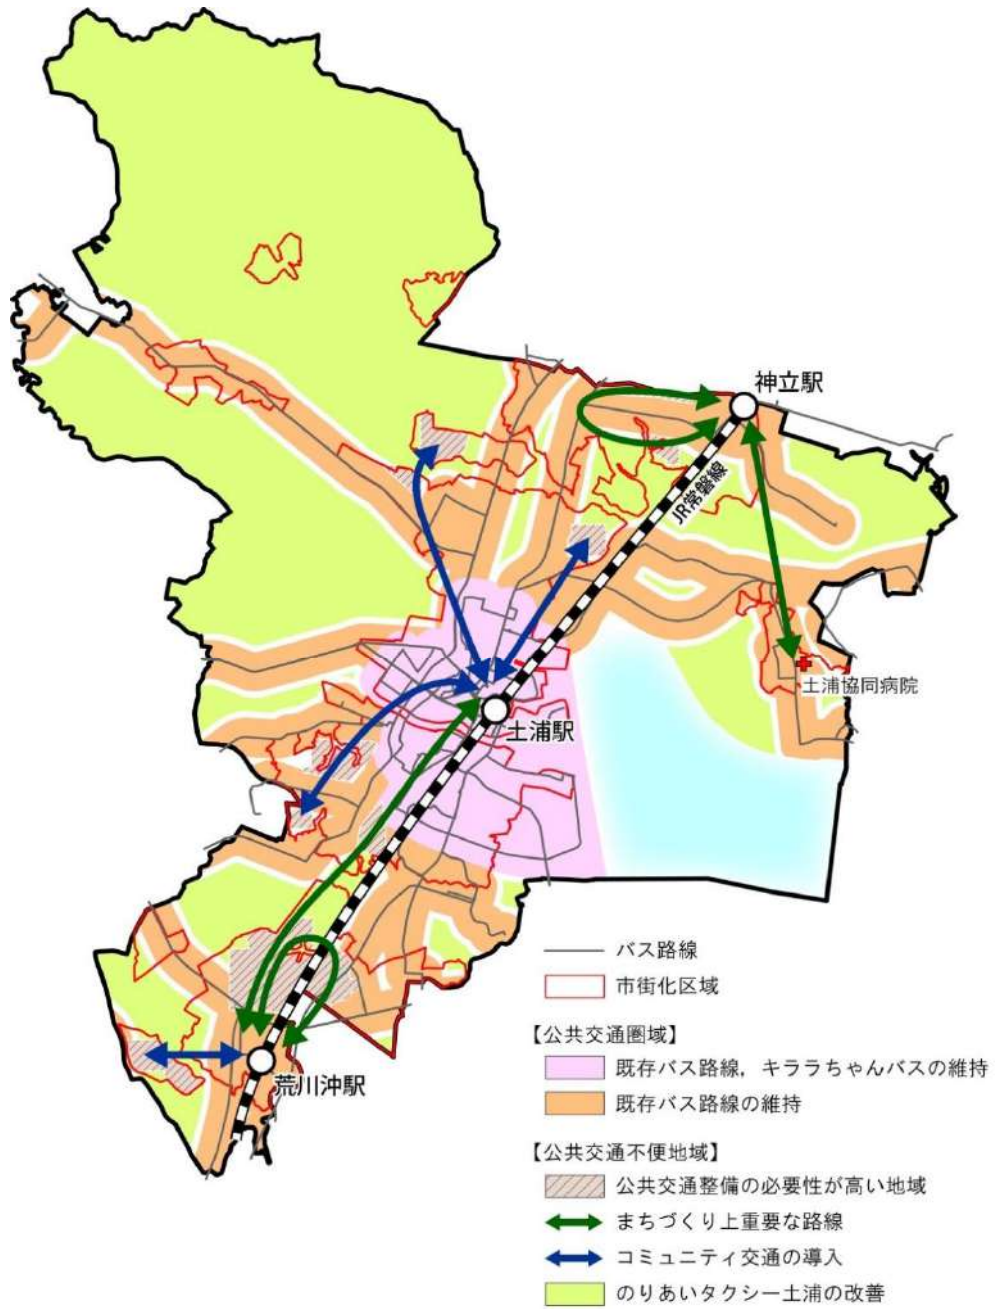 神立駅
JR常磐線
土浦協同病院
土浦駅
荒川沖駅
バス路線
市街化区域
【公共交通圏域】
既存バス路線，キララちゃんバスの維持
既存バス路線の維持
【公共交通不便地域】
公共交通整備の必要性が高い地域
まちづくり上重要な路線
コミュニティ交通の導入
のりあいタクシー土浦の改善